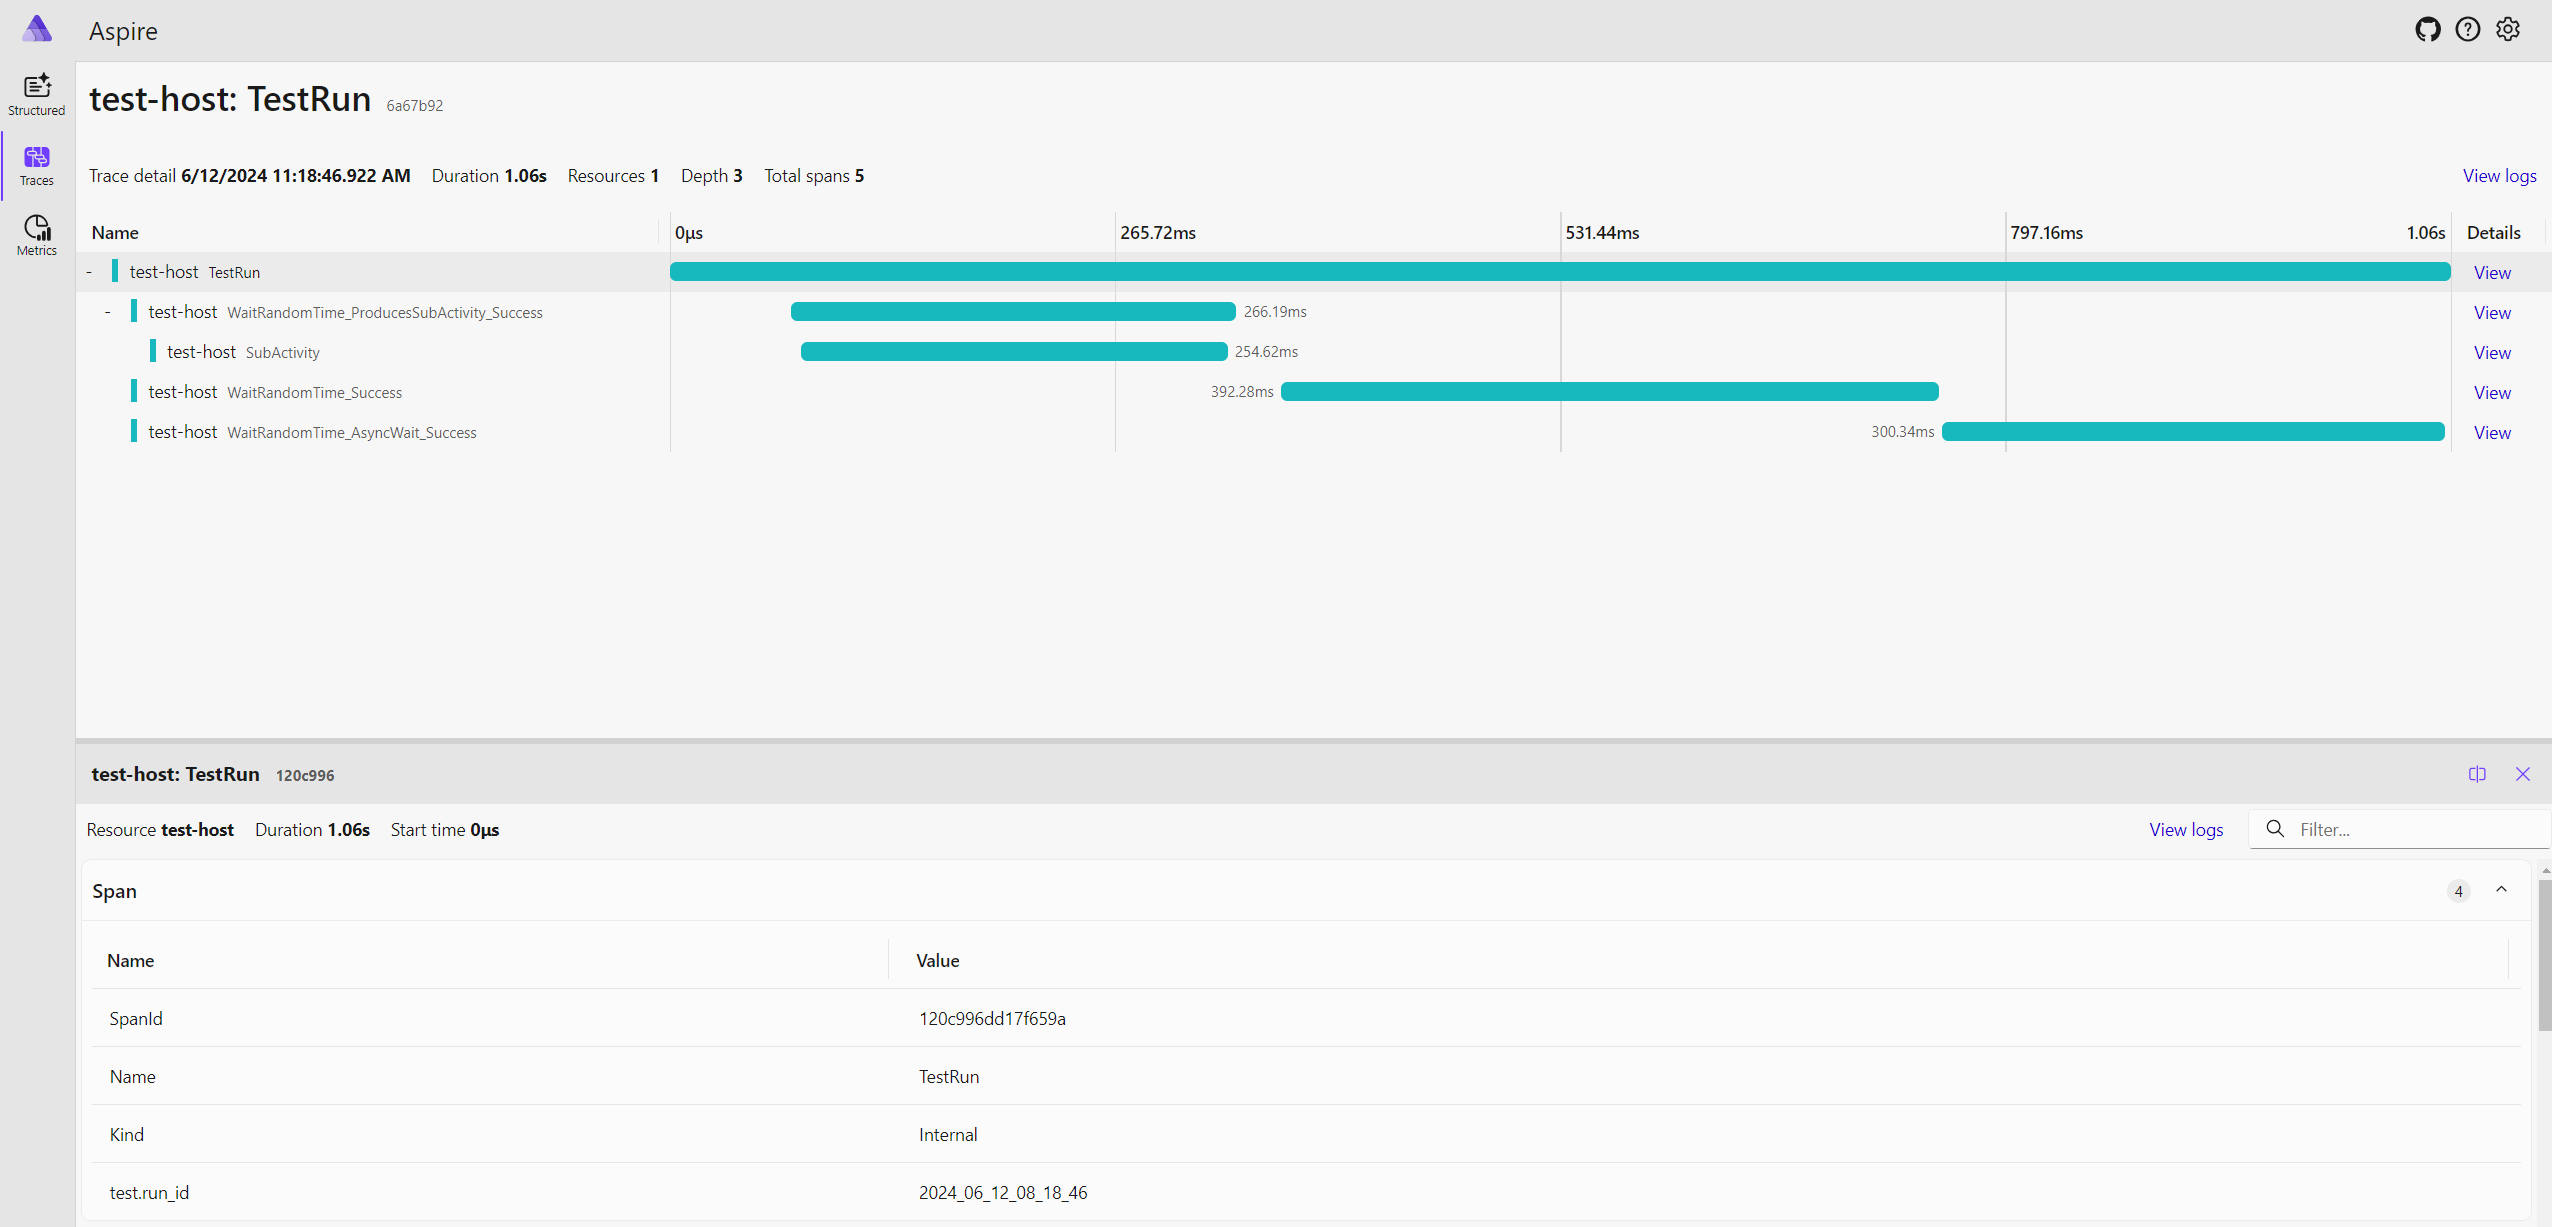 Aspire
Structured
Traces
Metrics
test-host: TestRun 6a67b92
Trace detail 6/12/2024 11:18:46.922 AM Duration 1.06s Resources 1 Depth 3 Total spans 5 View logs
Name 0μs 265.72ms 531.44ms 797.16ms 1.06s Details
- test-host TestRun View
- test-host WaitRandomTime_ProducesSubActivity_Success 266.19ms View
test-host SubActivity 254.62ms View
test-host WaitRandomTime_Success 392.28ms View
test-host WaitRandomTime_AsyncWait_Success 300.34ms View
test-host: TestRun 120c996
Resource test-host Duration 1.06s Start time 0μs View logs Filter...
Span 4
Name Value
SpanId 120c996dd17f659a
Name TestRun
Kind Internal
test.run_id 2024_06_12_08_18_46